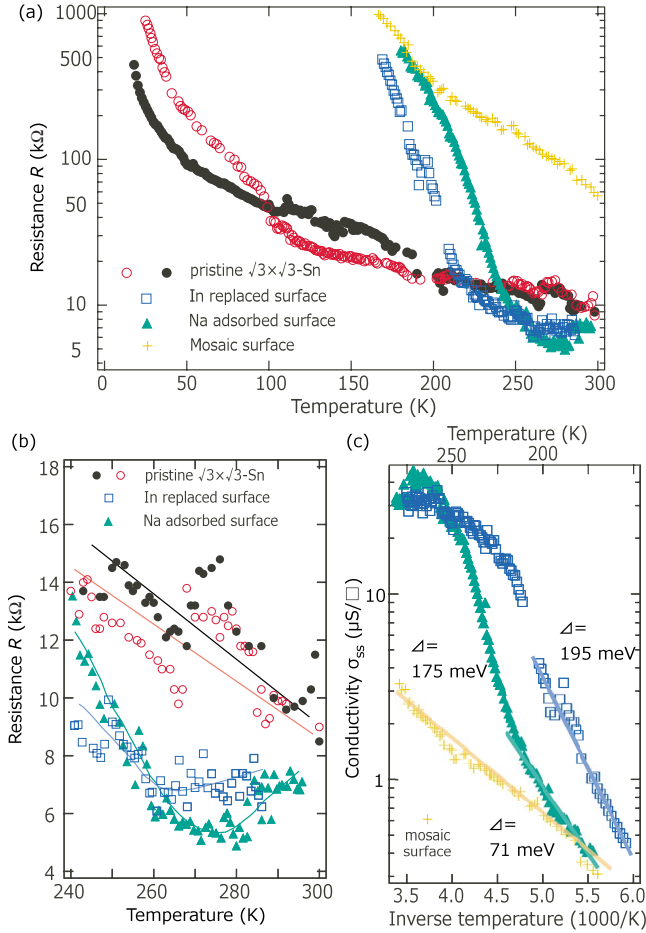 (a)
1000
100
50
10
5
Resistance R (kΩ)
pristine √3×√3-Sn
In replaced surface
Na adsorbed surface
Mosaic surface
0 50 100 150 200 250 300
Temperature (K)
(b)
18
16
14
12
10
8
6
4
Resistance R (kΩ)
pristine √3×√3-Sn
In replaced surface
Na adsorbed surface
240 260 280 300
Temperature (K)
(c)
Temperature (K)
250 200
10
1
Conductivity σss (μS/□)
⊿=
175 meV
⊿=
195 meV
⊿=
71 meV
mosaic
surface
3.5 4.0 4.5 5.0 5.5 6.0
Inverse temperature (1000/K)